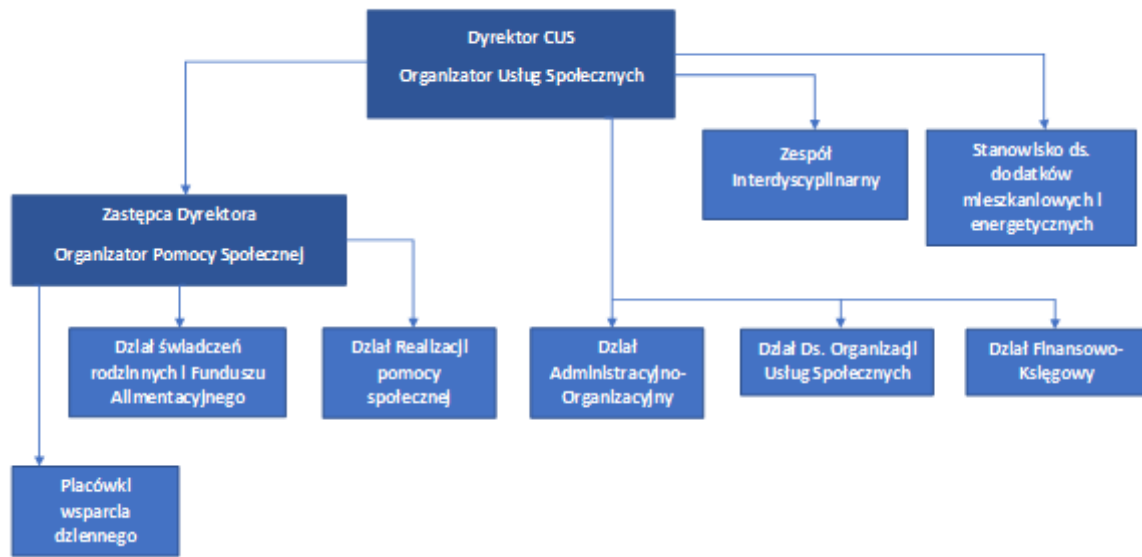 Dyrektor CUS
Organizator Usług Społecznych
Zespół
Interdyscyplinarny
Stanowisko ds.
dodatków
mieszkaniowych i
energetycznych
Zastępca Dyrektora
Organizator Pomocy Społecznej
Dział świadczeń
rodzinnych i Funduszu
Alimentacyjnego
Dział Realizacji
pomocy
społecznej
Dział
Administracyjno-
Organizacyjny
Dział Ds. Organizacji
Usług Społecznych
Dział Finansowo-
Księgowy
Placówki
wsparcia
dziennego